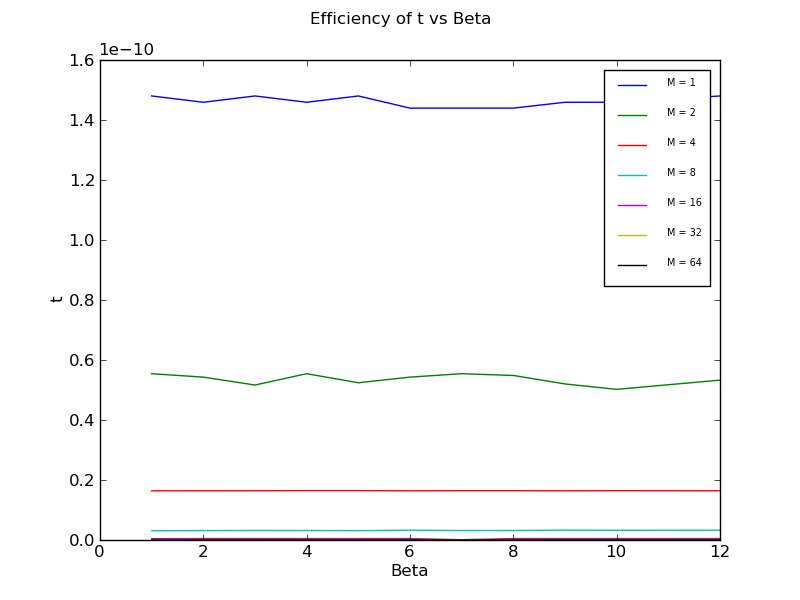 Efficiency of t vs Beta
1e−10
1.6
1.4
1.2
1.0
0.8
0.6
0.4
0.2
0.0
t
M = 1
M = 2
M = 4
M = 8
M = 16
M = 32
M = 64
0 2 4 6 8 10 12
Beta